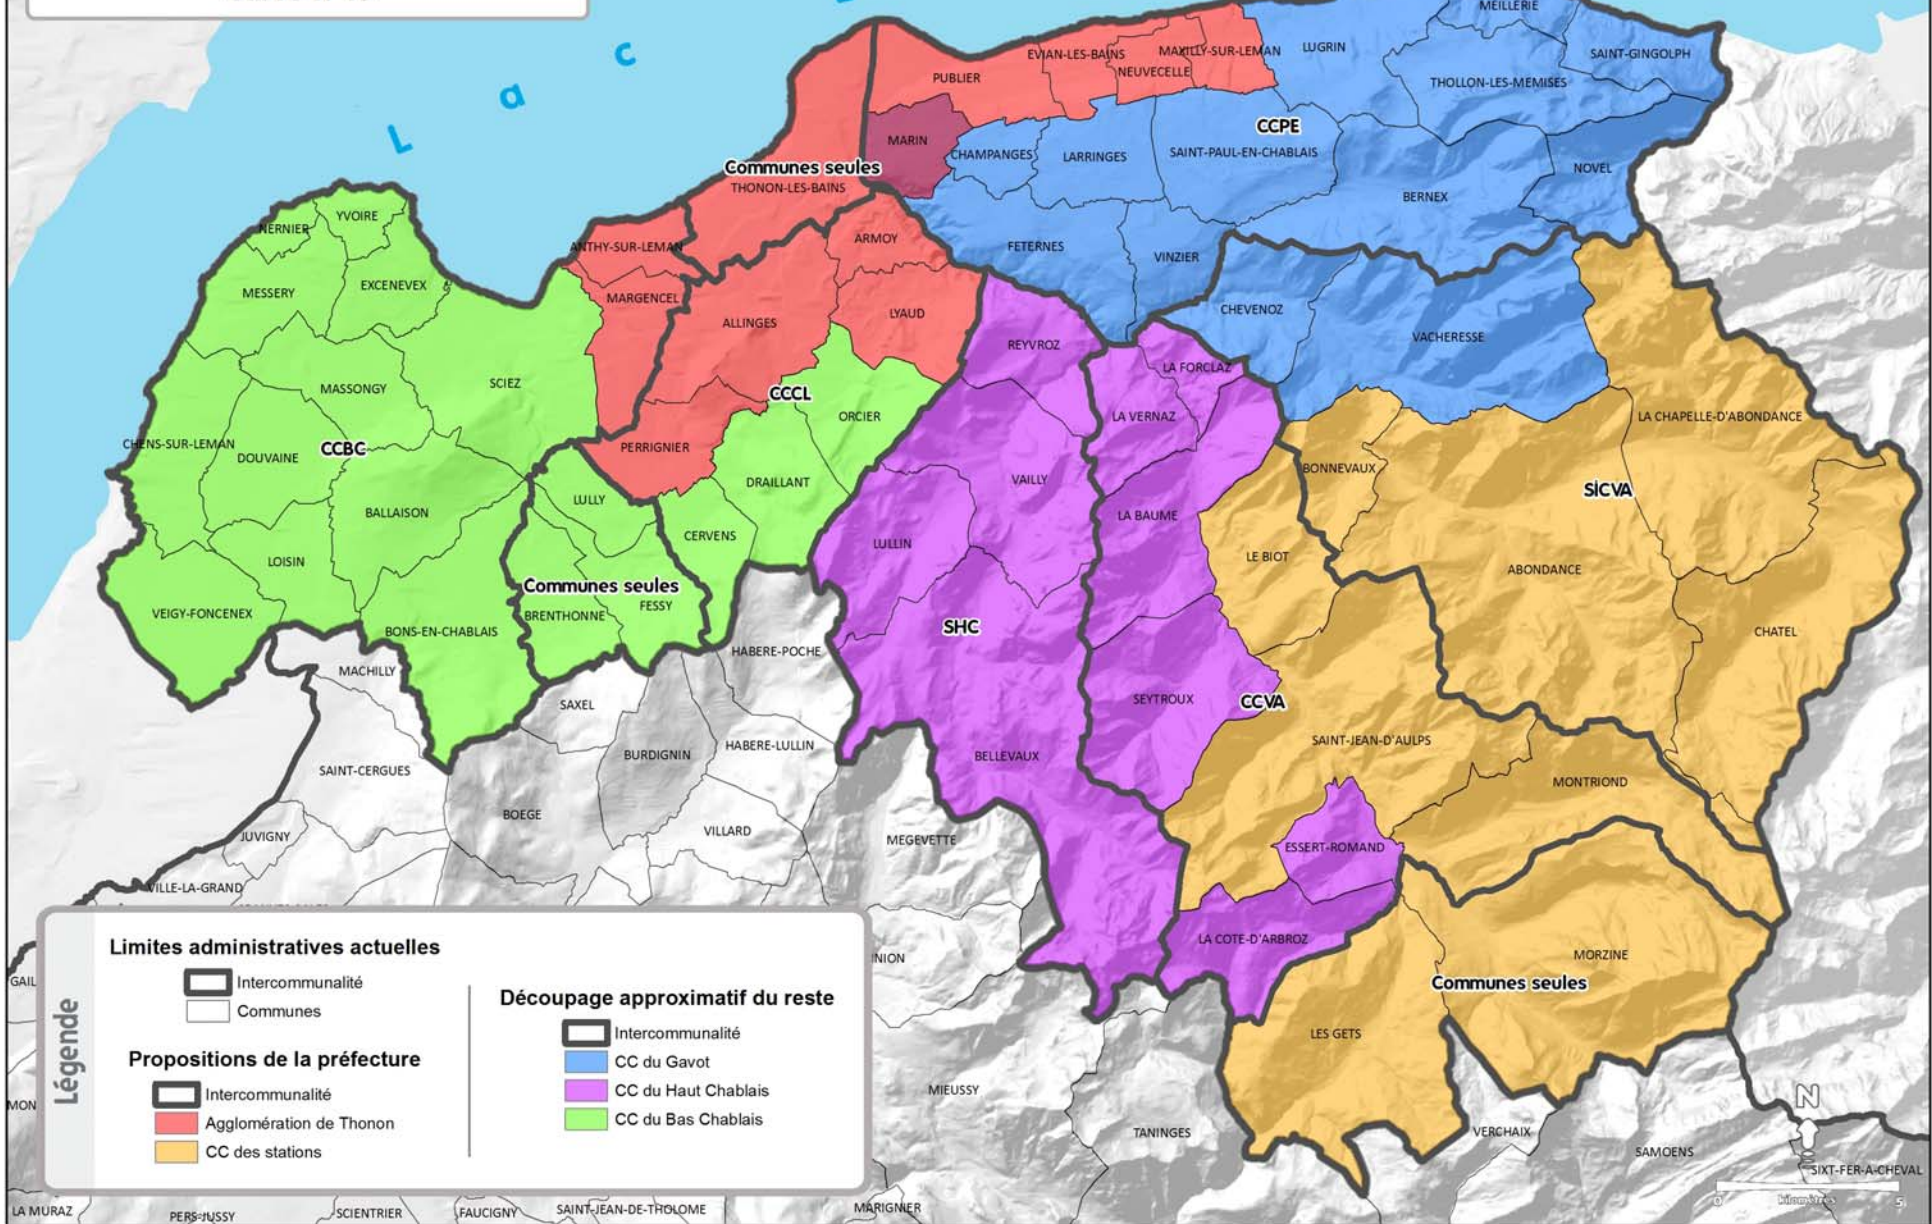 L a c
MEILLERIE
EVIAN-LES-BAINS
MAXILLY-SUR-LEMAN
LUGRIN
SAINT-GINGOLPH
PUBLIER
NEUVECELLE
THOLLON-LES-MEMISES
CCPE
MARIN
CHAMPANGES
LARRINGES
SAINT-PAUL-EN-CHABLAIS
NOVEL
Communes seules
THONON-LES-BAINS
BERNEX
NERNIER
YVOIRE
ANTHY-SUR-LEMAN
ARMOY
FETERNES
VINZIER
MESSERY
EXCENEVEX
MARGENCEL
ALLINGES
LYAUD
CHEVENOZ
VACHERESSE
REYVROZ
LA FORCLAZ
MASSONGY
SCIEZ
CCCL
ORCIER
LA VERNAZ
LA CHAPELLE-D'ABONDANCE
CHENS-SUR-LEMAN
DOUVAINE
CCBC
PERRIGNIER
DRAILLANT
VAILLY
BONNEVAUX
SICVA
BALLAISON
LULLY
CERVENS
LULLIN
LA BAUME
LE BIOT
ABONDANCE
LOISIN
Communes seules
FESSY
BRENTHONNE
VEIGY-FONCENEX
BONS-EN-CHABLAIS
SHC
CHATEL
MACHILLY
HABERE-POCHE
SAXEL
SEYTROUX
CCVA
BURDIGNIN
HABERE-LULLIN
BELLEVAUX
SAINT-JEAN-D'AULPS
SAINT-CERGUES
MONTRIOND
BOEGE
VILLARD
JUVIGNY
MEGEVETTE
ESSERT-ROMAND
VILLE-LA-GRAND
LA COTE-D'ARBROZ
MORZINE
Communes seules
LES GETS
MIEUSSY
TANINGES
VERCHAIX
SAMOENS
SIXT-FER-A-CHEVAL
N
0 kilomètres 5
GAIL
MON
INION
Légende
Limites administratives actuelles
Intercommunalité
Communes
Propositions de la préfecture
Intercommunalité
Agglomération de Thonon
CC des stations
Découpage approximatif du reste
Intercommunalité
CC du Gavot
CC du Haut Chablais
CC du Bas Chablais
LA MURAZ
PERS-JUSSY
SCIENTRIER
FAUCIGNY
SAINT-JEAN-DE-THOLOME
MARIGNIER